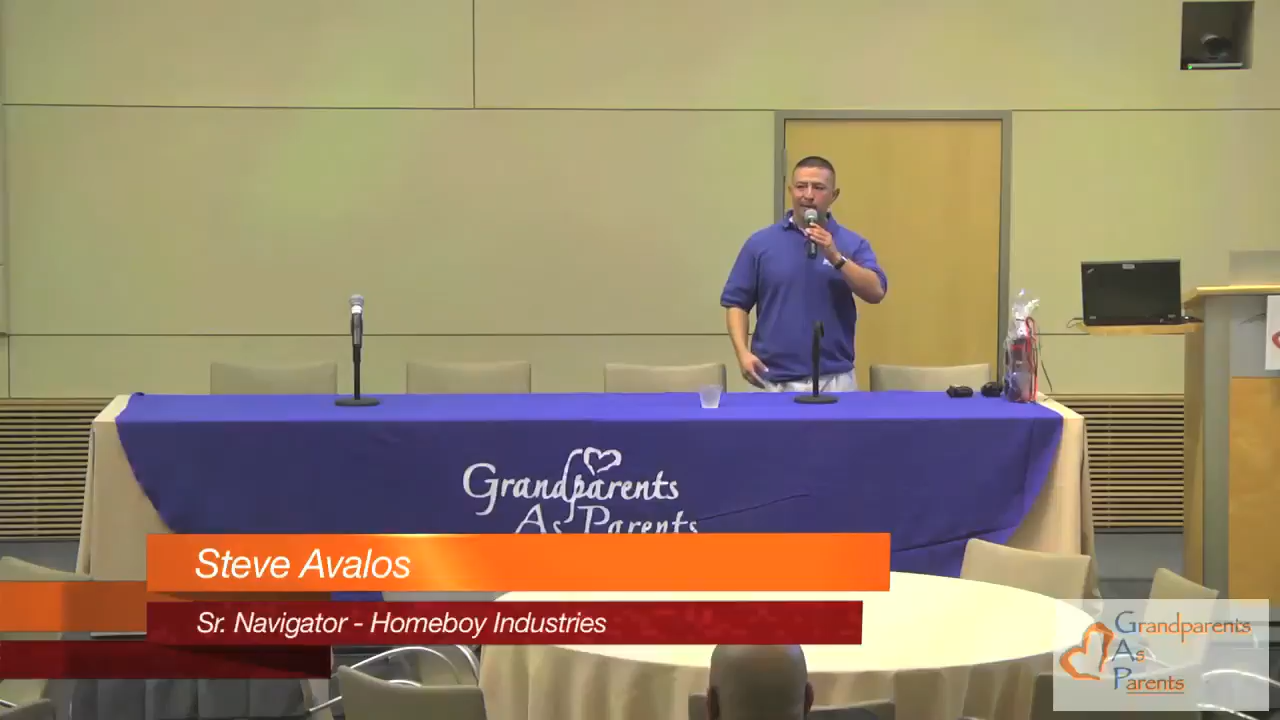 Grandparents
As Parents
Steve Avalos
Sr. Navigator - Homeboy Industries
Grandparents
As
Parents